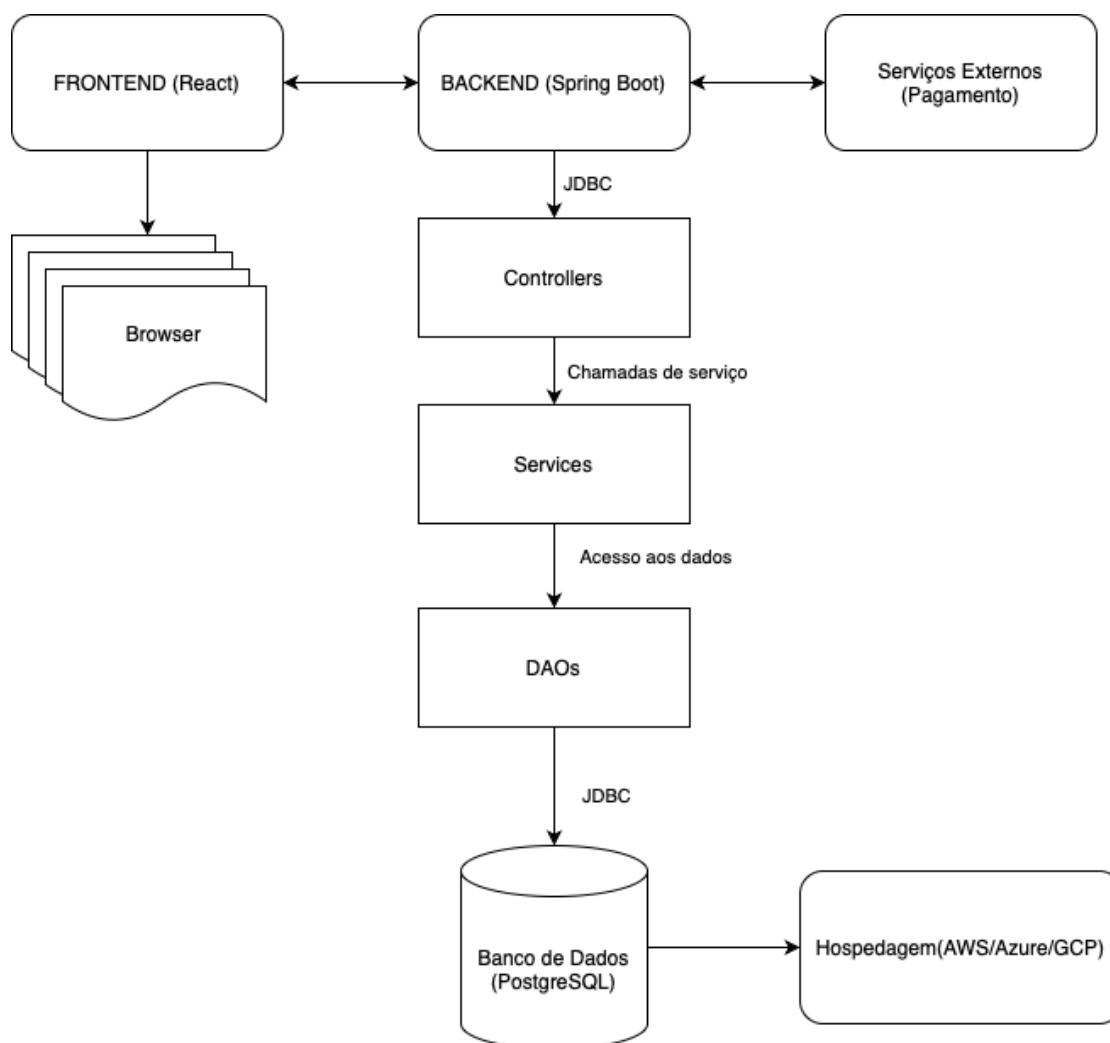 FRONTEND (React)
BACKEND (Spring Boot)
Serviços Externos
(Pagamento)
JDBC
Controllers
Browser
Chamadas de serviço
Services
Acesso aos dados
DAOs
JDBC
Banco de Dados
(PostgreSQL)
Hospedagem(AWS/Azure/GCP)